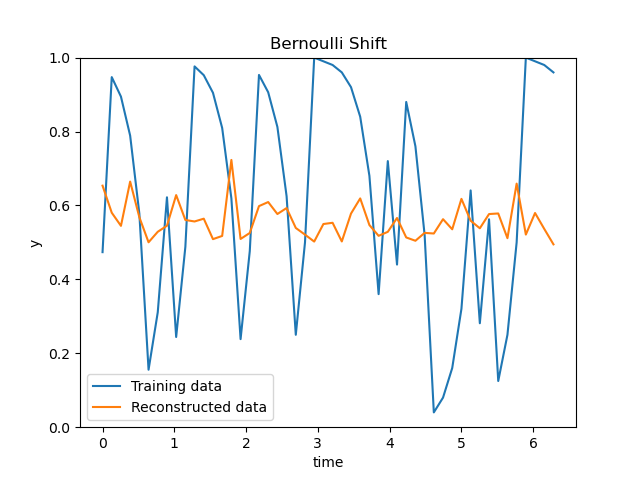 Bernoulli Shift
1.0
0.8
0.6
0.4
0.2
0.0
y
Training data
Reconstructed data
0 1 2 3 4 5 6
time